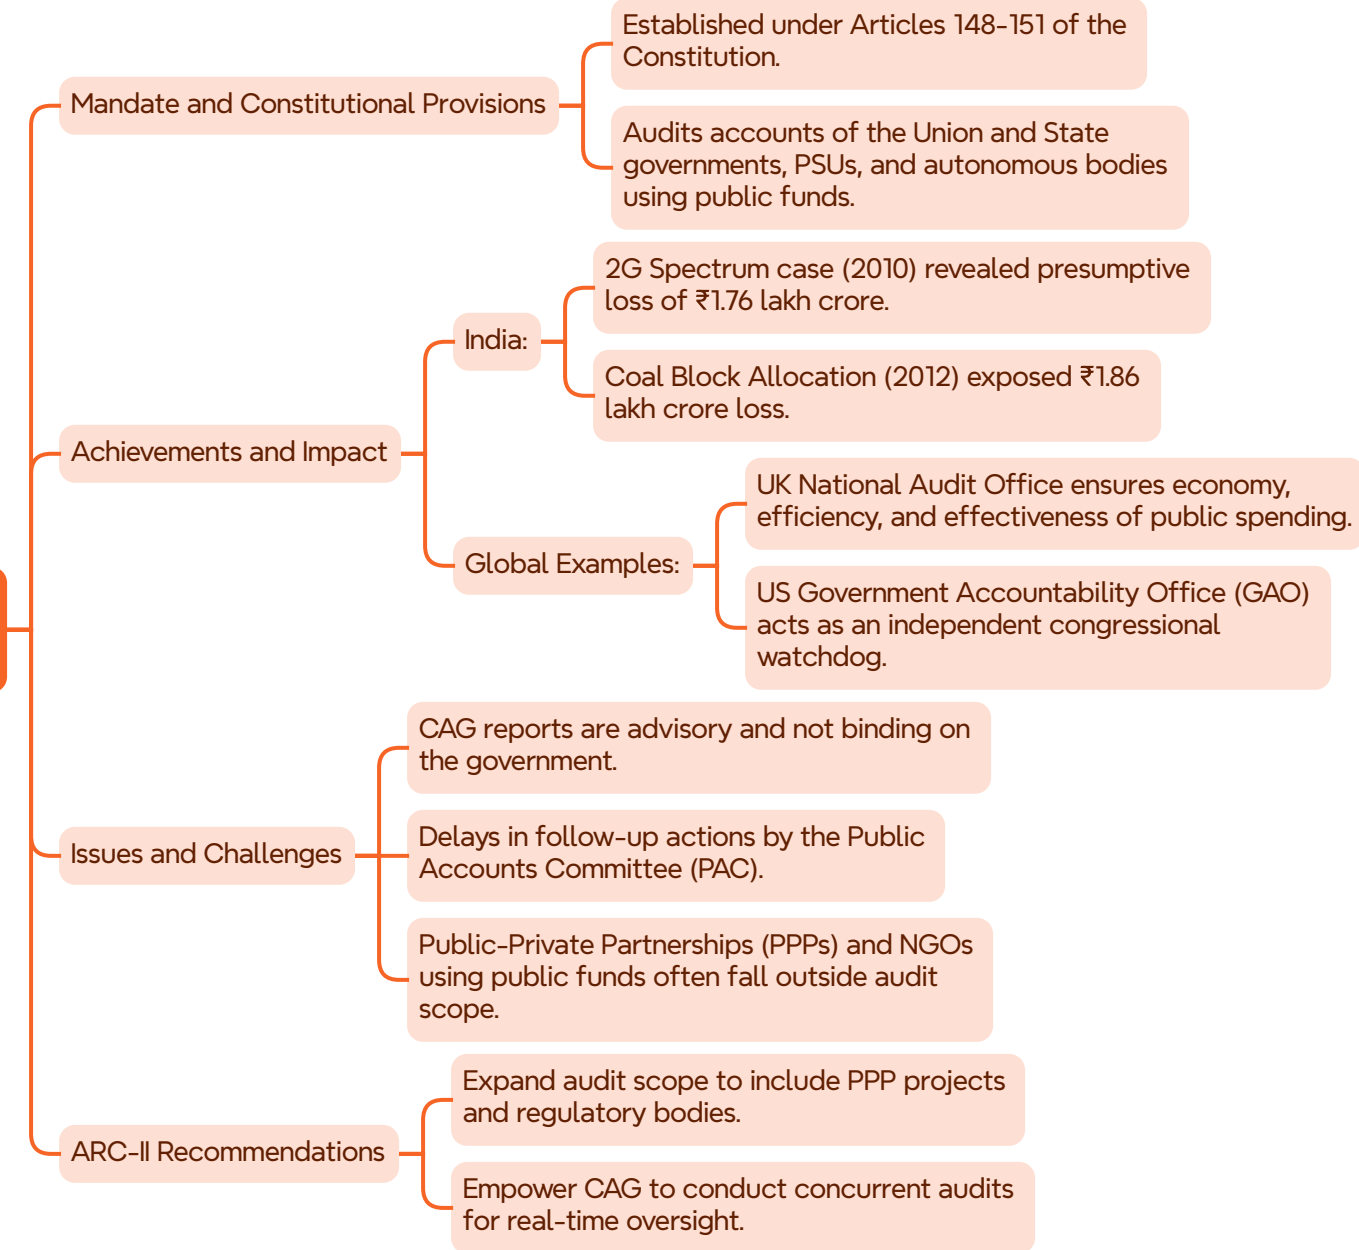 Mandate and Constitutional Provisions
Established under Articles 148-151 of the
Constitution.
Audits accounts of the Union and State
governments, PSUs, and autonomous bodies
using public funds.
Achievements and Impact
India:
2G Spectrum case (2010) revealed presumptive
loss of ₹1.76 lakh crore.
Coal Block Allocation (2012) exposed ₹1.86
lakh crore loss.
Global Examples:
UK National Audit Office ensures economy,
efficiency, and effectiveness of public spending.
US Government Accountability Office (GAO)
acts as an independent congressional
watchdog.
Issues and Challenges
CAG reports are advisory and not binding on
the government.
Delays in follow-up actions by the Public
Accounts Committee (PAC).
Public-Private Partnerships (PPPs) and NGOs
using public funds often fall outside audit
scope.
ARC-II Recommendations
Expand audit scope to include PPP projects
and regulatory bodies.
Empower CAG to conduct concurrent audits
for real-time oversight.